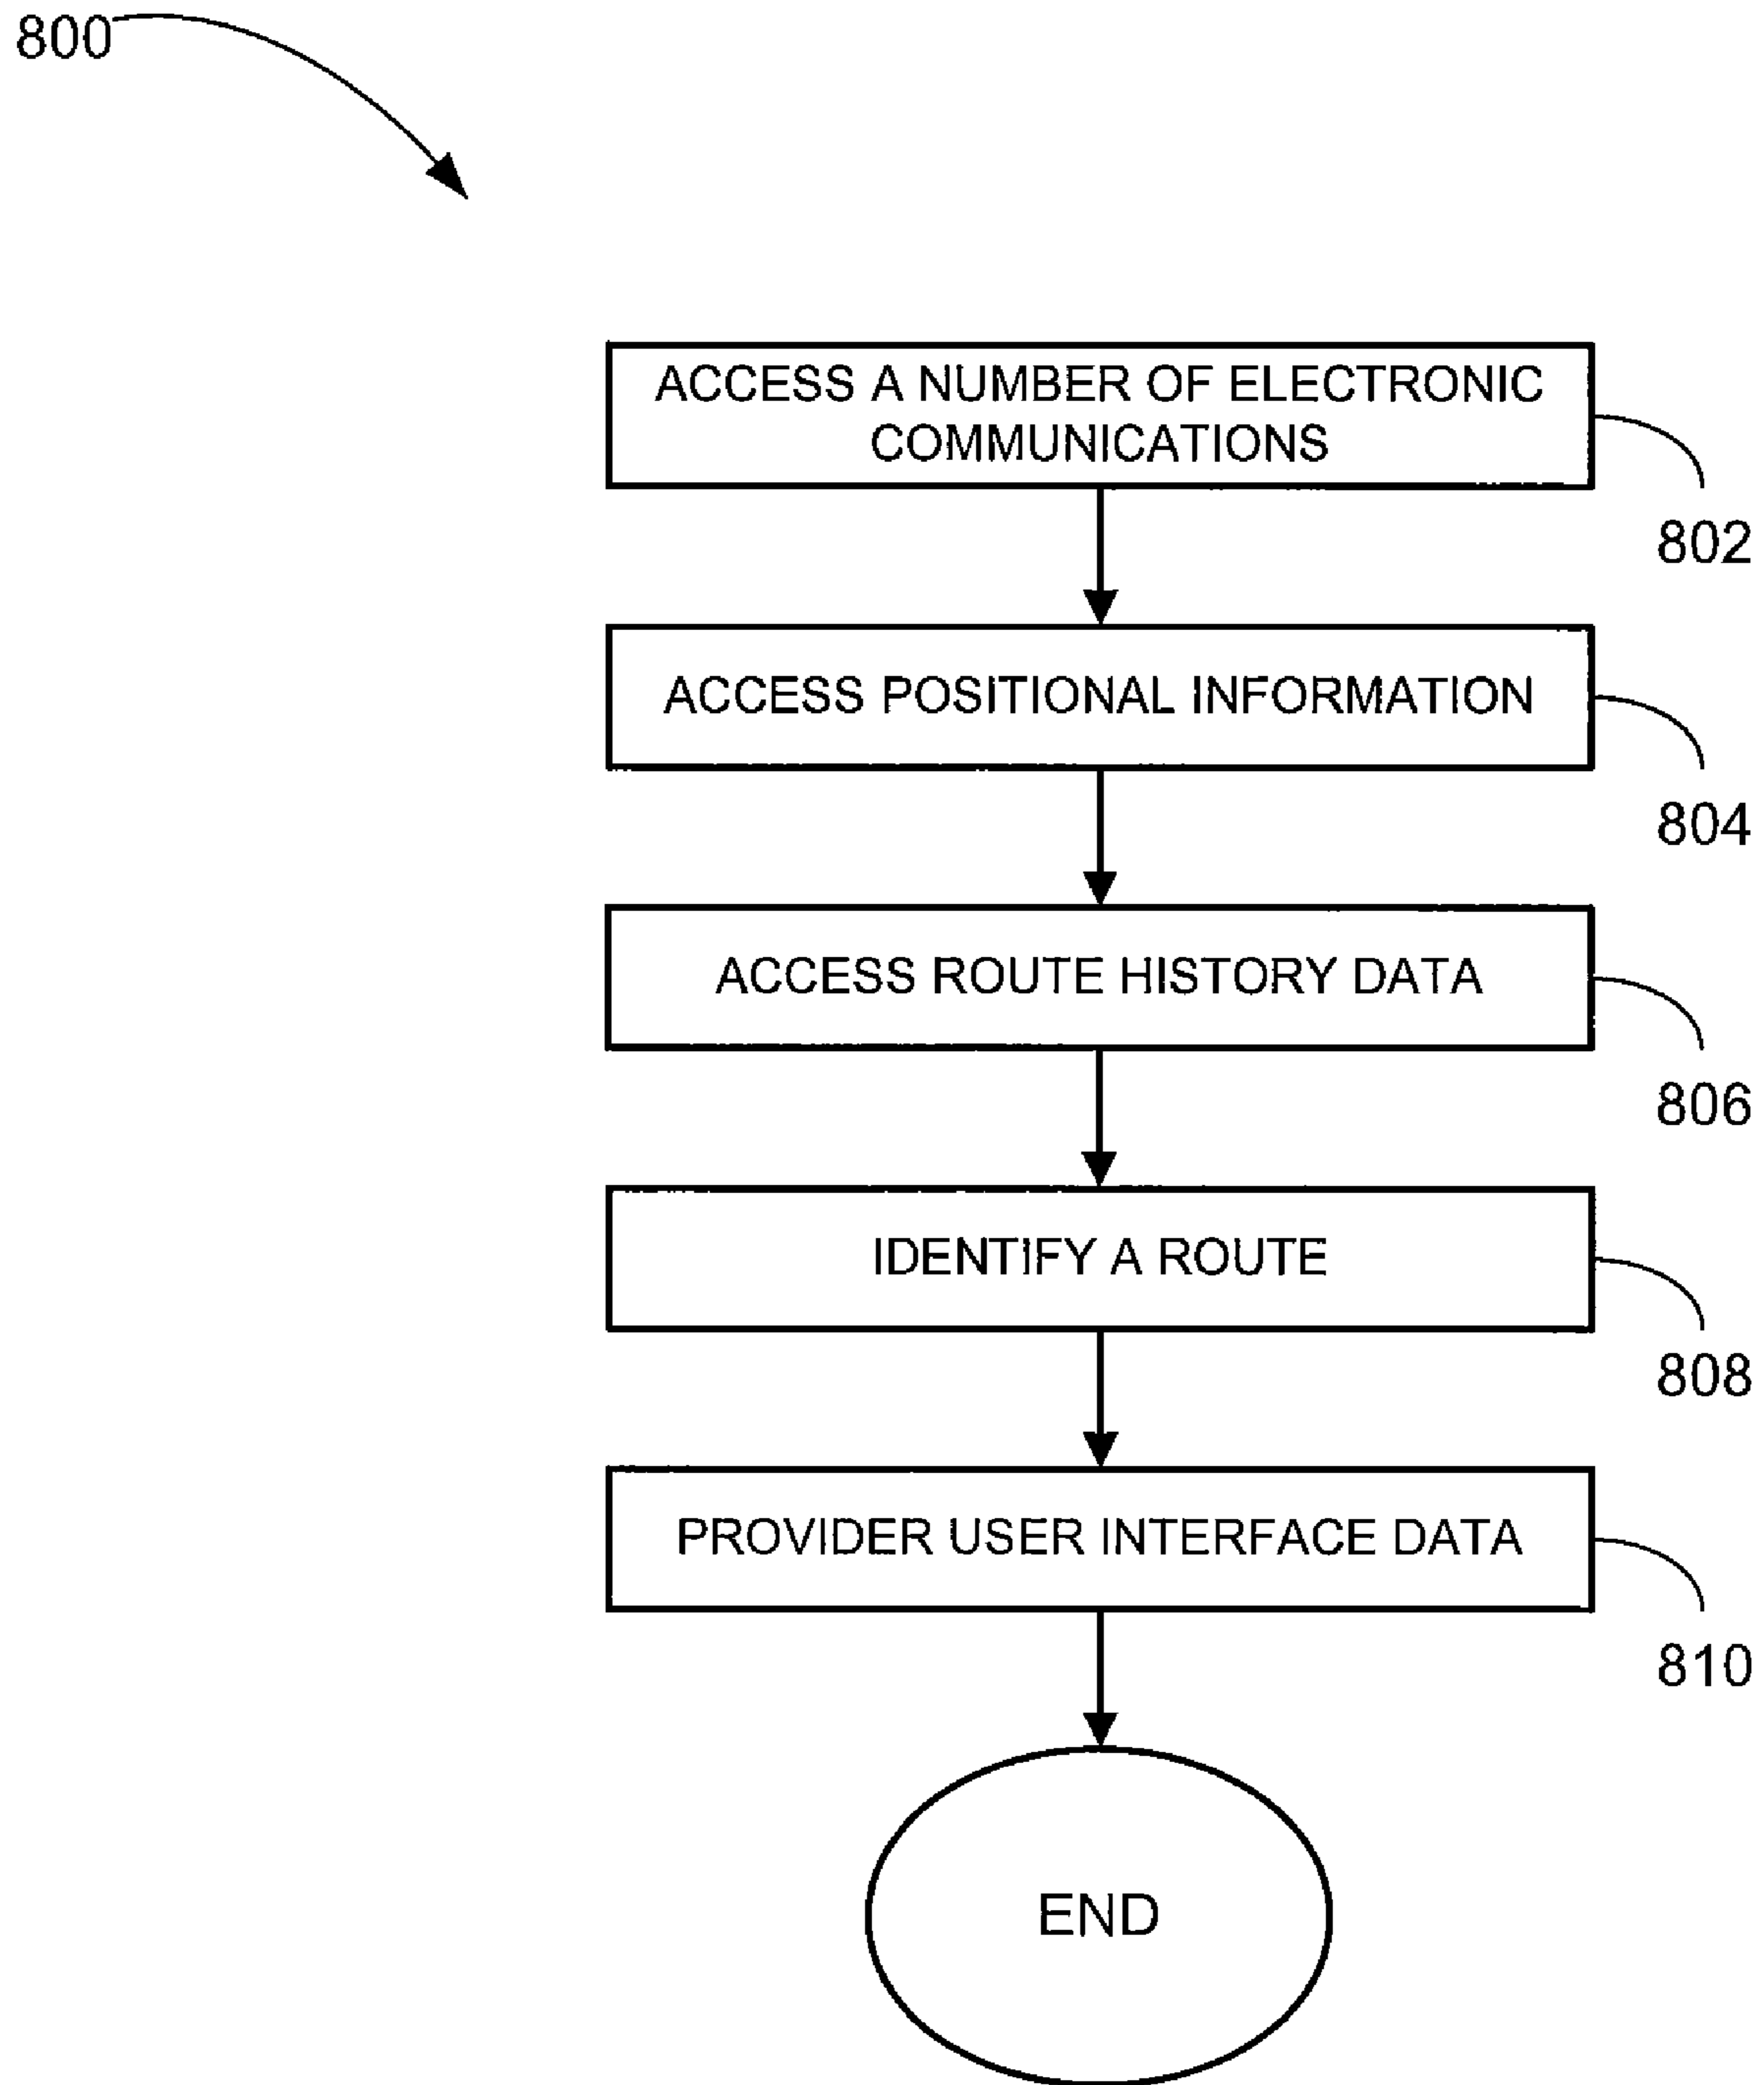 800
ACCESS A NUMBER OF ELECTRONIC
COMMUNICATIONS
802
ACCESS POSITIONAL INFORMATION
804
ACCESS ROUTE HISTORY DATA
806
IDENTIFY A ROUTE
808
PROVIDER USER INTERFACE DATA
810
END